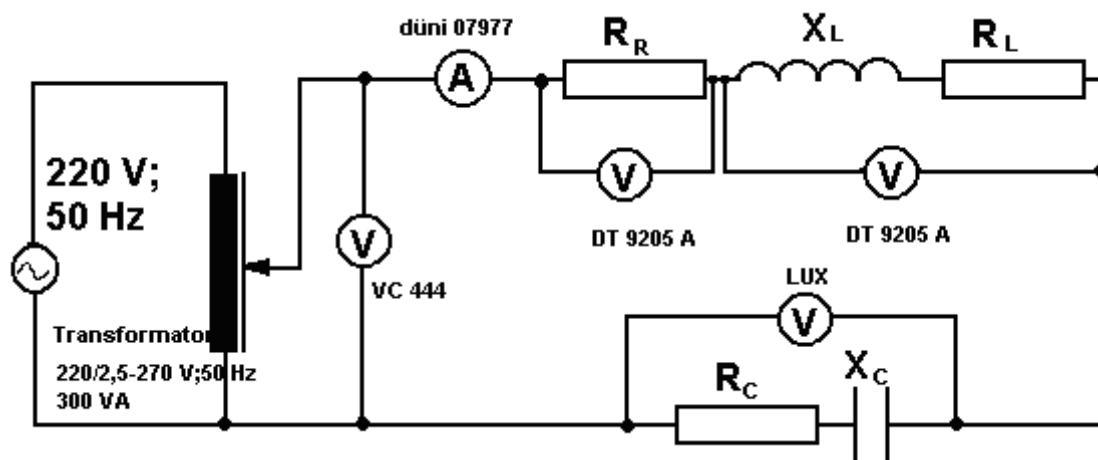 düni 07977
R R
X L
R L
A
220 V;
50 Hz
V
V
DT 9205 A
DT 9205 A
V
VC 444
LUX
V
Transformator
220/2,5-270 V;50 Hz
300 VA
R C
X C